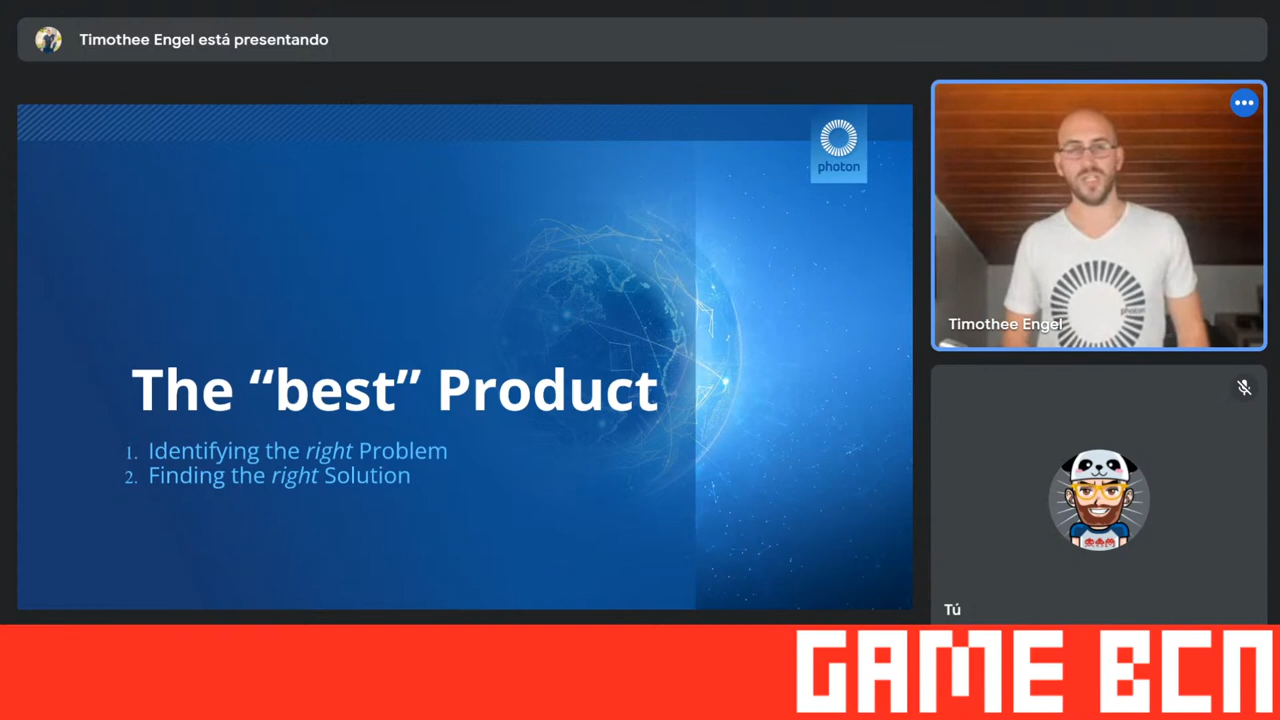 Timothee Engel está presentando
photon
The “best” Product
1. Identifying the right Problem
2. Finding the right Solution
photon
Timothee Engel
Tú
GAME BCN